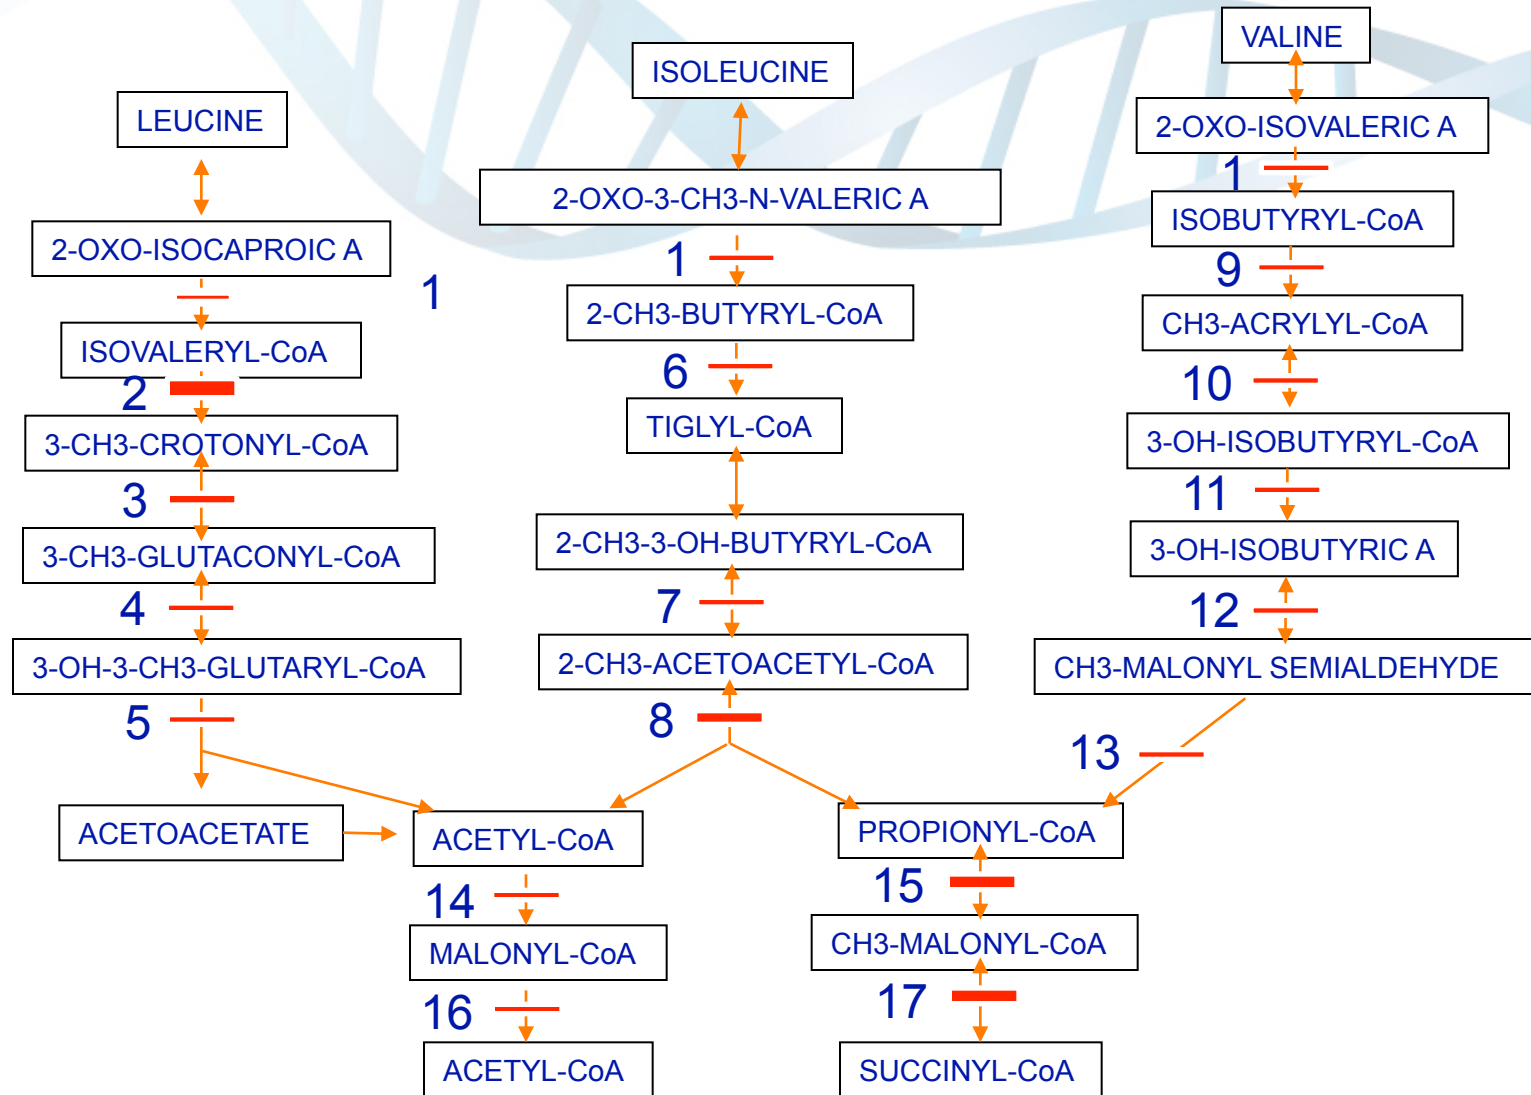 VALINE
ISOLEUCINE
LEUCINE
2-OXO-ISOVALERIC A
1
2-OXO-3-CH3-N-VALERIC A
ISOBUTYRYL-CoA
2-OXO-ISOCAPROIC A
1
1
9
2-CH3-BUTYRYL-CoA
CH3-ACRYLYL-CoA
ISOVALERYL-CoA
6
10
2
TIGLYL-CoA
3-CH3-CROTONYL-CoA
3-OH-ISOBUTYRYL-CoA
3
11
3-CH3-GLUTACONYL-CoA
2-CH3-3-OH-BUTYRYL-CoA
3-OH-ISOBUTYRIC A
4
7
12
3-OH-3-CH3-GLUTARYL-CoA
2-CH3-ACETOACETYL-CoA
CH3-MALONYL SEMIALDEHYDE
5
8
13
ACETOACETATE
ACETYL-CoA
PROPIONYL-CoA
14
15
MALONYL-CoA
CH3-MALONYL-CoA
16
17
ACETYL-CoA
SUCCINYL-CoA